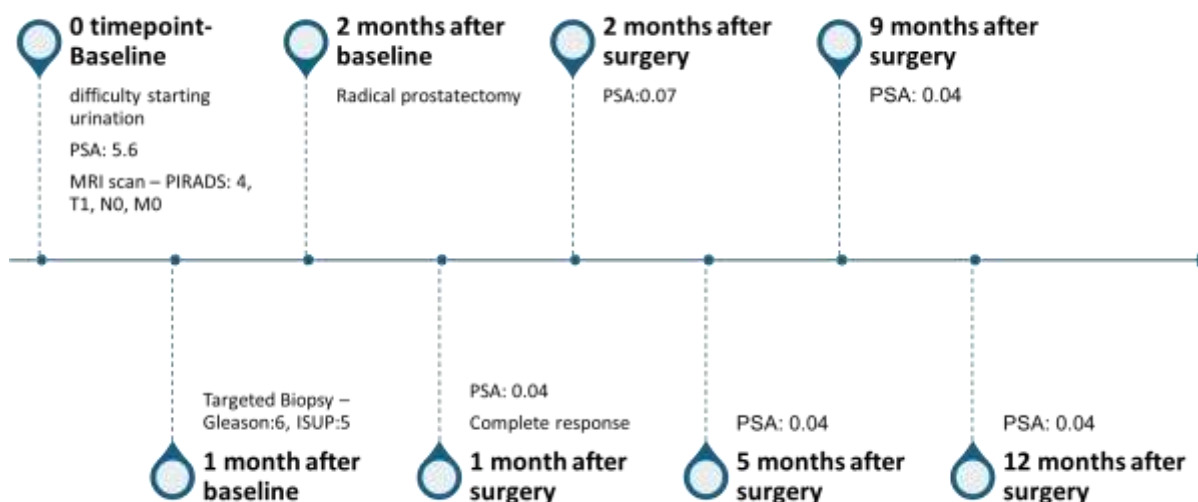 0 timepoint-
Baseline
difficulty starting
urination
PSA: 5.6
MRI scan – PIRADS: 4,
T1, N0, M0
2 months after
baseline
Radical prostatectomy
2 months after
surgery
PSA:0.07
9 months after
surgery
PSA: 0.04
Targeted Biopsy –
Gleason:6, ISUP:5
1 month after
baseline
PSA: 0.04
Complete response
1 month after
surgery
PSA: 0.04
5 months after
surgery
PSA: 0.04
12 months after
surgery